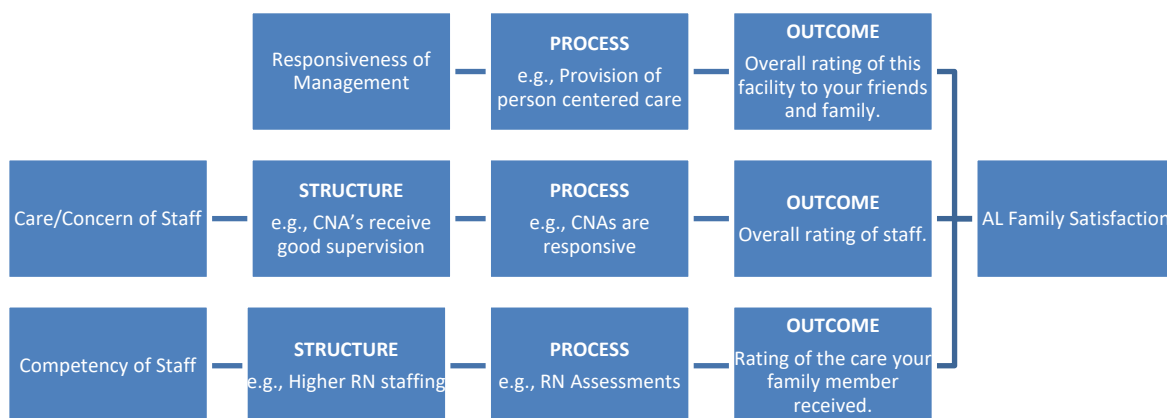 Responsiveness of
Management
PROCESS
e.g., Provision of
person centered care
OUTCOME
Overall rating of this
facility to your friends
and family.
Care/Concern of Staff
STRUCTURE
e.g., CNA’s receive
good supervision
PROCESS
e.g., CNAs are
responsive
OUTCOME
Overall rating of staff.
AL Family Satisfaction
Competency of Staff
STRUCTURE
e.g., Higher RN staffing
PROCESS
e.g., RN Assessments
OUTCOME
Rating of the care your
family member
received.